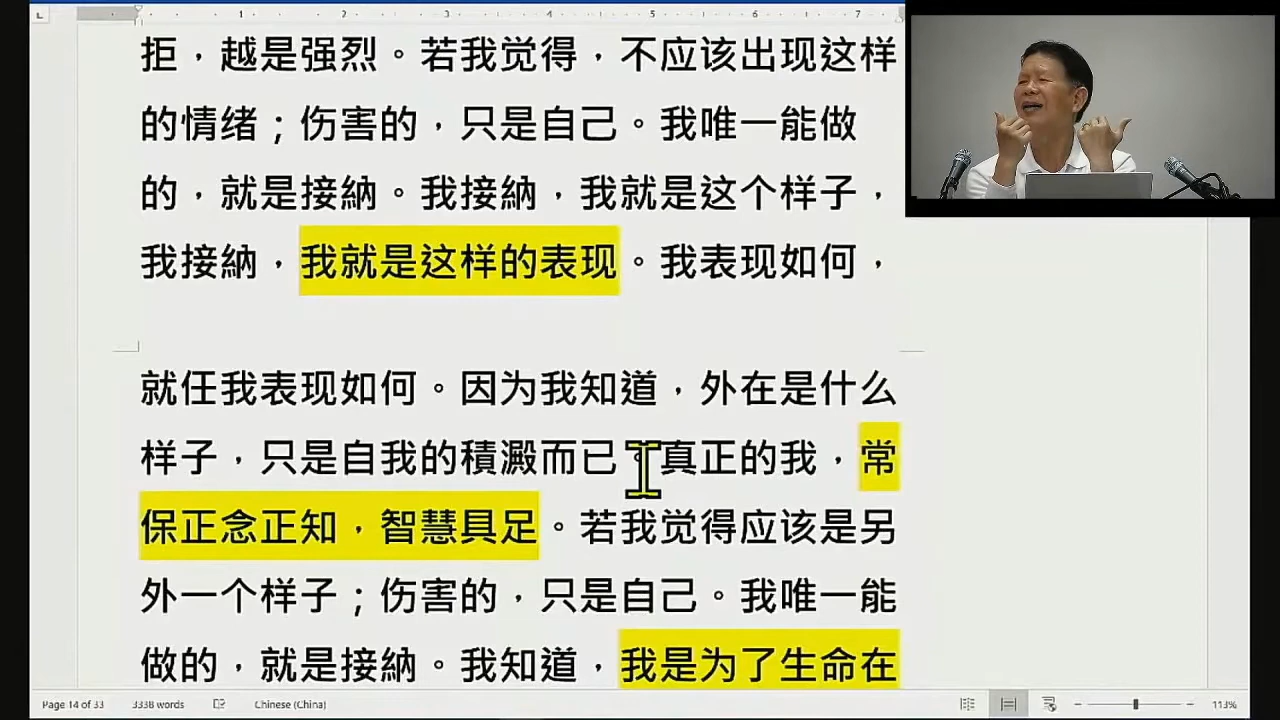 1 2 3 4 5 6 7
拒，越是强烈。若我觉得，不应该出现这样
的情绪；伤害的，只是自己。我唯一能做
的，就是接納。我接納，我就是这个样子，
我接納，我就是这样的表现。我表现如何，
就任我表现如何。因为我知道，外在是什么
样子，只是自我的積澱而已。真正的我，常
保正念正知，智慧具足。若我觉得应该是另
外一个样子；伤害的，只是自己。我唯一能
做的，就是接納。我知道，我是为了生命在
Page 14 of 33 3338 words Chinese (China) 113%